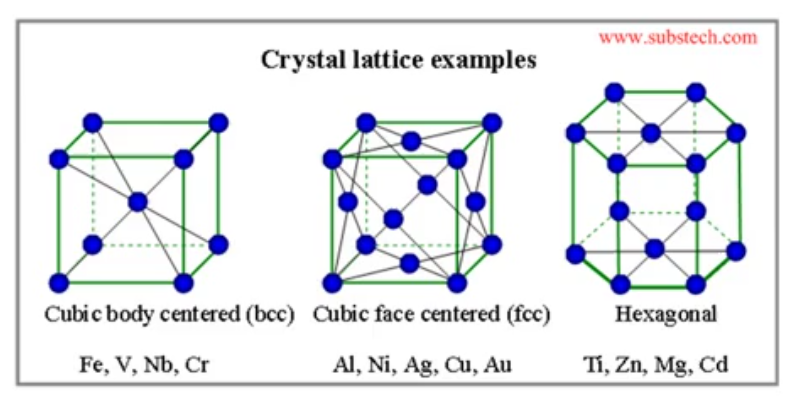 www.substech.com
Crystal lattice examples
Cubic body centered (bcc) Cubic face centered (fcc) Hexagonal
Fe, V, Nb, Cr Al, Ni, Ag, Cu, Au Ti, Zn, Mg, Cd